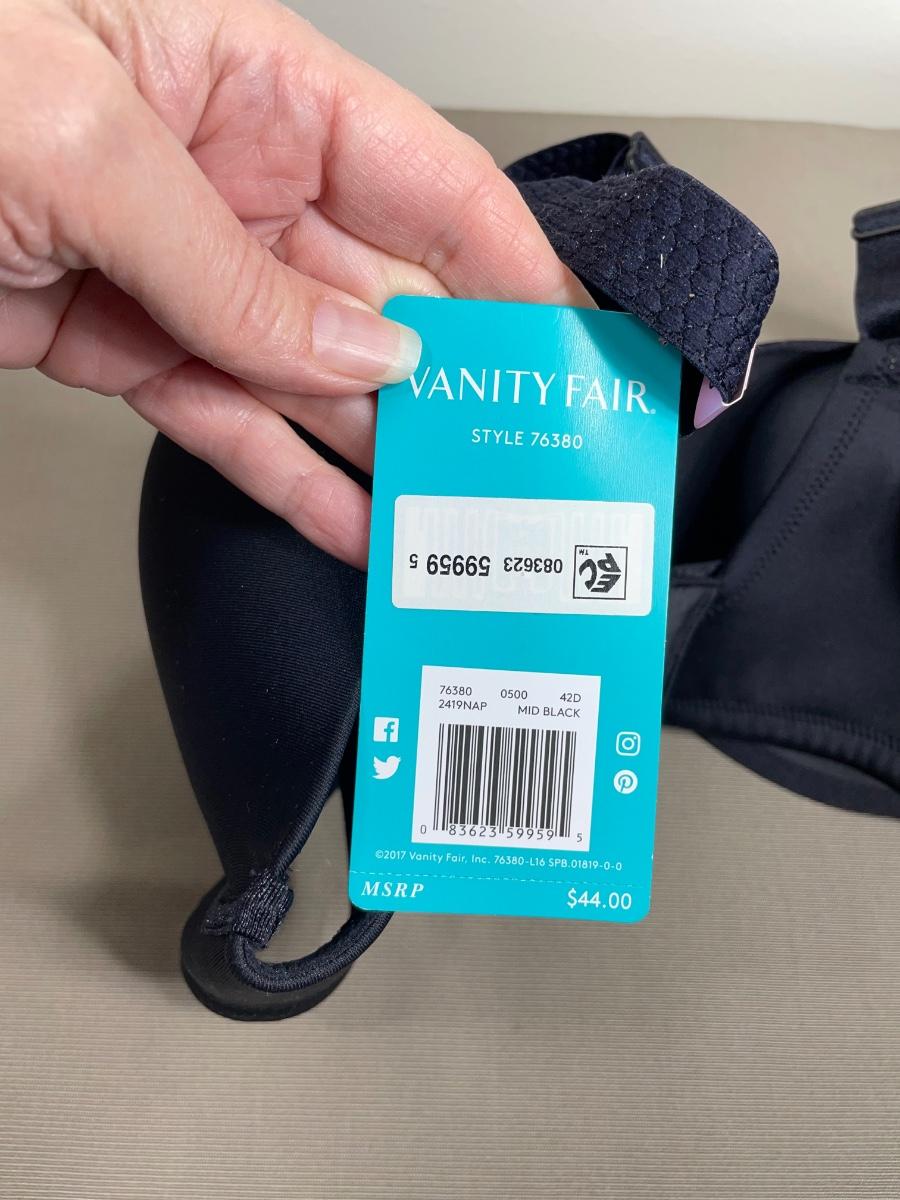 VANITY FAIR.
STYLE 76380
EPC™ 083623 59959 5
76380 0500 42D
2419NAP MID BLACK
0 83623 59959 5
©2017 Vanity Fair, Inc. 76380-L16 SPB.01819-0-0
MSRP $44.00